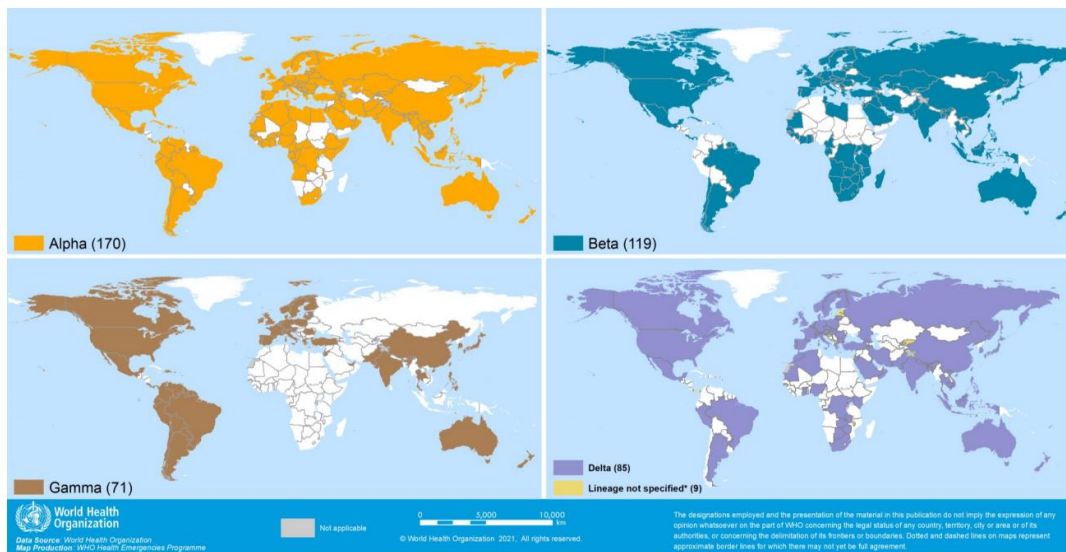 Alpha (170)
Beta (119)
Gamma (71)
Delta (85)
Lineage not specified* (9)
World Health
Organization
Data Source: World Health Organization
Map Production: WHO Health Emergencies Programme
Not applicable
0 5,000 10,000
km
© World Health Organization 2021, All rights reserved.
The designations employed and the presentation of the material in this publication do not imply the expression of any
opinion whatsoever on the part of WHO concerning the legal status of any country, territory, city or area or of its
authorities, or concerning the delimitation of its frontiers or boundaries. Dotted and dashed lines on maps represent
approximate border lines for which there may not yet be full agreement.